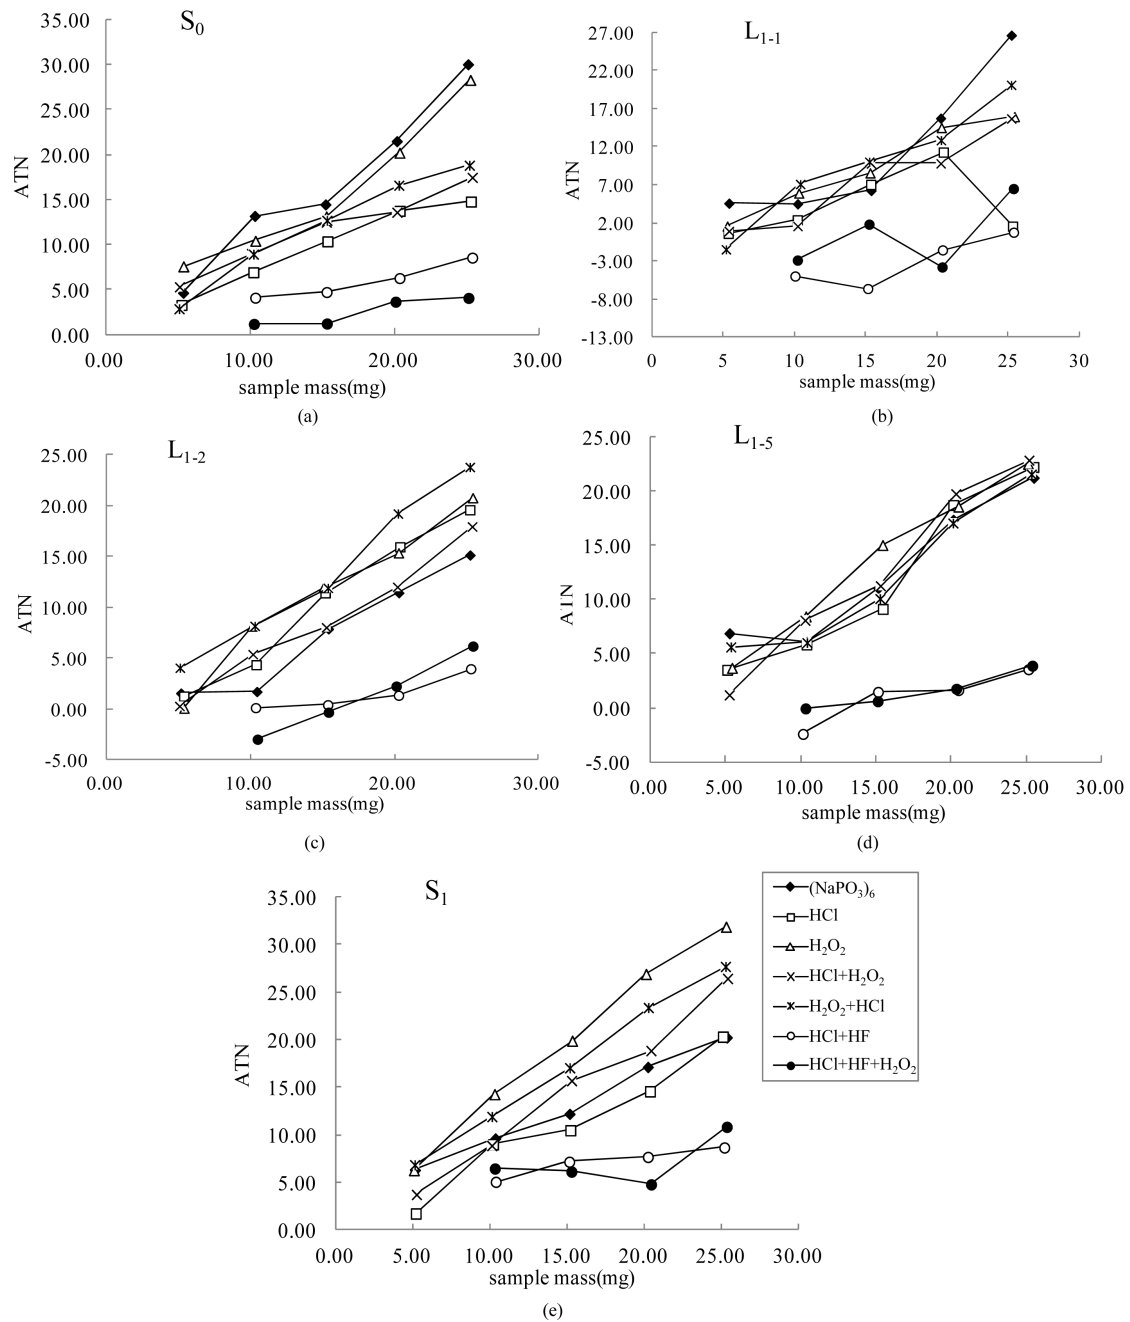 S0
35.00
30.00
25.00
20.00
15.00
10.00
5.00
0.00
ATN
0.00 10.00 20.00 30.00
sample mass(mg)
(a)
L1-1
27.00
22.00
17.00
12.00
7.00
2.00
-3.00
-8.00
-13.00
ATN
0 5 10 15 20 25 30
sample mass(mg)
(b)
L1-2
25.00
20.00
15.00
10.00
5.00
0.00
-5.00
ATN
0.00 10.00 20.00 30.00
sample mass(mg)
(c)
L1-5
25.00
20.00
15.00
10.00
5.00
0.00
-5.00
ATN
0.00 5.00 10.00 15.00 20.00 25.00 30.00
sample mass(mg)
(d)
S1
35.00
30.00
25.00
20.00
15.00
10.00
5.00
0.00
ATN
0.00 5.00 10.00 15.00 20.00 25.00 30.00
sample mass(mg)
(e)
(NaPO3)6
HCl
H2O2
HCl+H2O2
H2O2+HCl
HCl+HF
HCl+HF+H2O2